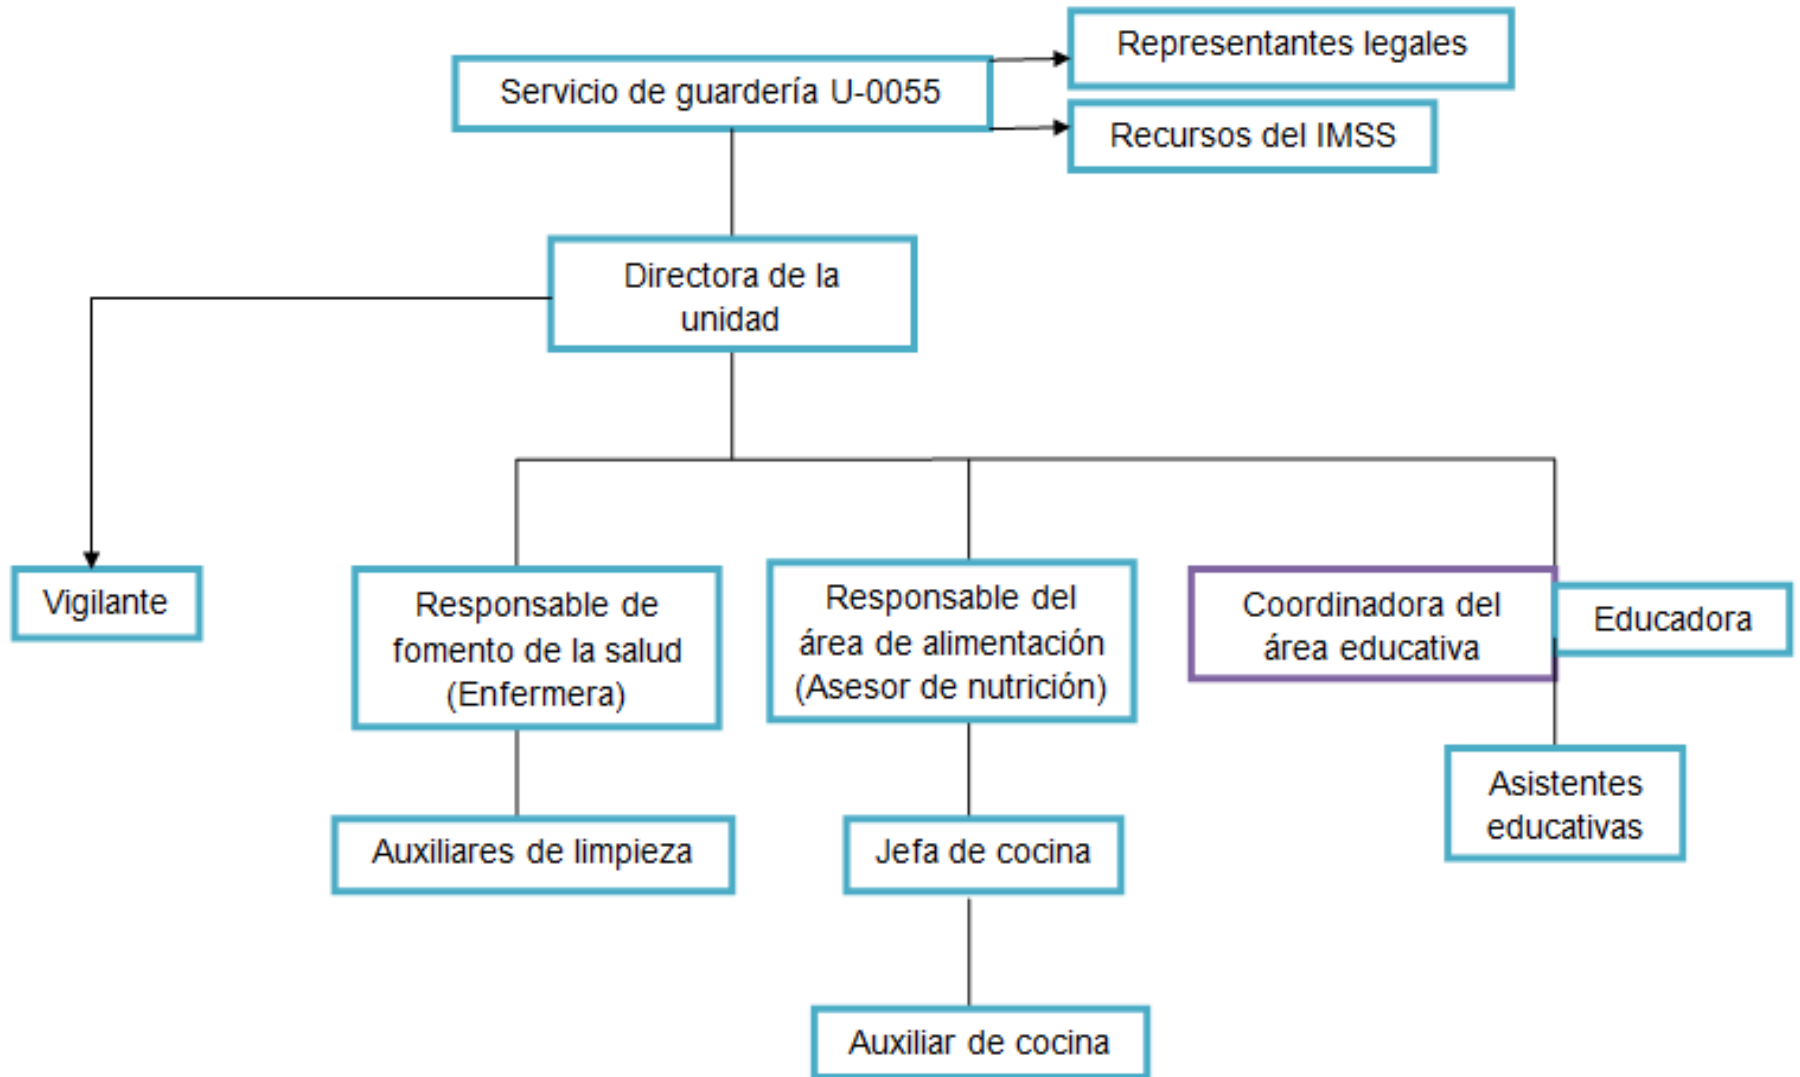 Representantes legales
Servicio de guardería U-0055
Recursos del IMSS
Directora de la
unidad
Vigilante
Responsable de
fomento de la salud
(Enfermera)
Responsable del
área de alimentación
(Asesor de nutrición)
Coordinadora del
área educativa
Educadora
Auxiliares de limpieza
Jefa de cocina
Asistentes
educativas
Auxiliar de cocina